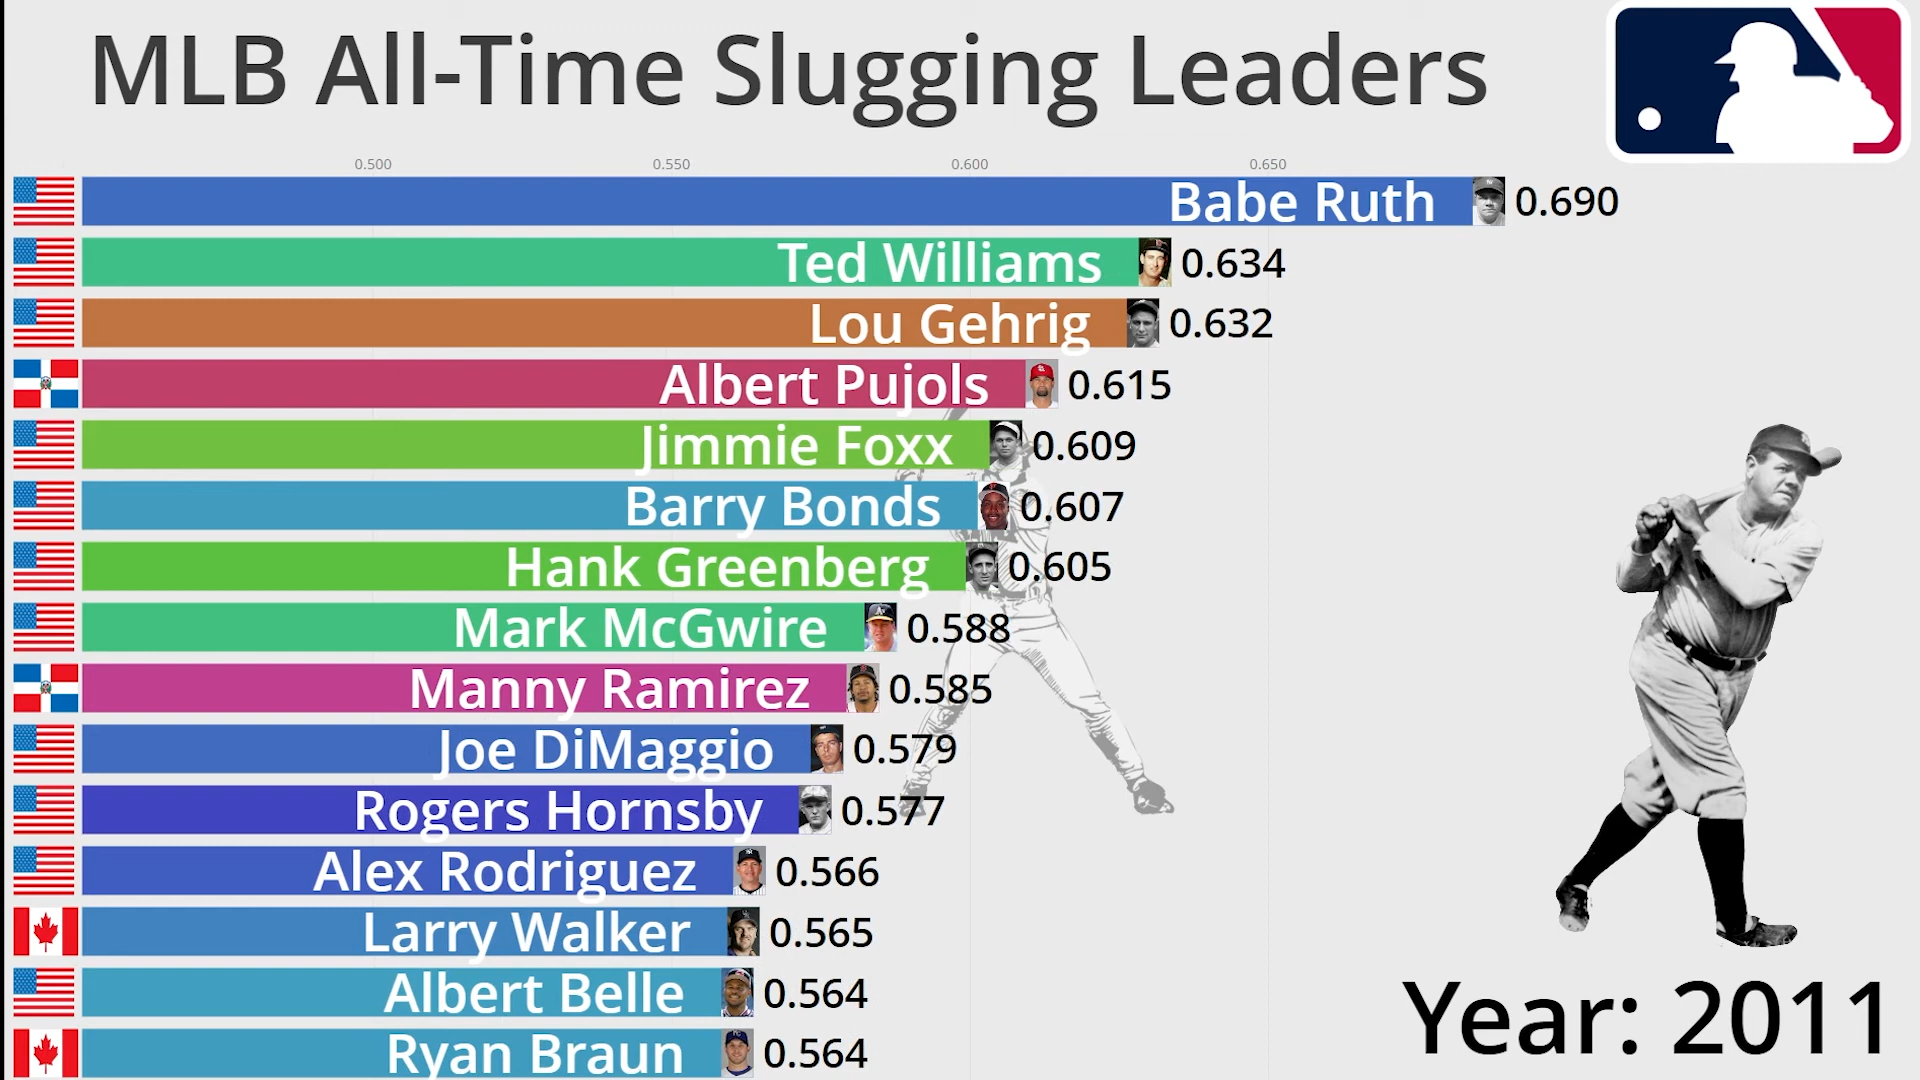 MLB All-Time Slugging Leaders
0.500 0.550 0.600 0.650
Babe Ruth 0.690
Ted Williams 0.634
Lou Gehrig 0.632
Albert Pujols 0.615
Jimmie Foxx 0.609
Barry Bonds 0.607
Hank Greenberg 0.605
Mark McGwire 0.588
Manny Ramirez 0.585
Joe DiMaggio 0.579
Rogers Hornsby 0.577
Alex Rodriguez 0.566
Larry Walker 0.565
Albert Belle 0.564
Ryan Braun 0.564
Year: 2011